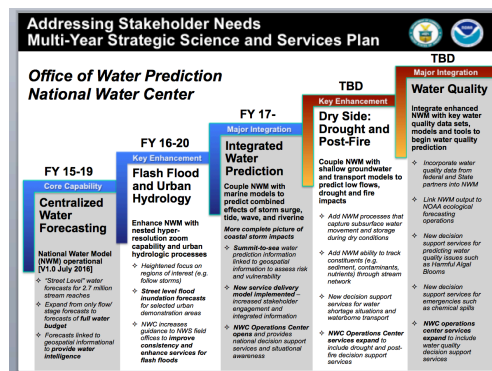 Addressing Stakeholder Needs
Multi-Year Strategic Science and Services Plan
Office of Water Prediction
National Water Center
FY 15-19
Core Capability
Centralized
Water
Forecasting
National Water Model
(NWM) operational
[V1.0 July 2016]
"Street Level" water
forecasts for 2.7 million
stream reaches
Expand from only flow/
stage forecasts to
forecasts of full water
budget
Forecasts linked to
geospatial informational
to provide water
intelligence
FY 16-20
Key Enhancement
Flash Flood
and Urban
Hydrology
Enhance NWM with
nested hyper-
resolution zoom
capability and urban
hydrologic processes
Heightened focus on
regions of interest (e.g.
follow storms)
Street level flood
inundation forecasts
for selected urban
demonstration areas
NWC increases
guidance to NWS field
offices to improve
consistency and
enhance services for
flash floods
FY 17-
Major Integration
Integrated
Water
Prediction
Couple NWM with
marine models to
predict combined
effects of storm surge,
tide, wave, and riverine
More complete picture of
coastal storm impacts
Summit-to-sea water
prediction information
linked to geospatial
information to assess risk
and vulnerability
New service delivery
model implemented –
increased stakeholder
engagement and
integrated information
NWC Operations Center
opens and provides
national decision support
services and situational
awareness
TBD
Key Enhancement
Dry Side:
Drought and
Post-Fire
Couple NWM with
shallow groundwater
and transport models to
predict low flows,
drought and fire
impacts
Add NWM processes that
capture subsurface water
movement and storage
during dry conditions
Add NWM ability to track
constituents (e.g.
sediment, contaminants,
nutrients) through stream
network
New decision support
services for water
shortage situations and
waterborne transport
NWC Operations Center
services expand to
include drought and post-
fire decision support
services
TBD
Major Integration
Water Quality
Integrate enhanced
NWM with key water
quality data sets,
models and tools to
begin water quality
prediction
Incorporate water
quality data from
federal and State
partners into NWM
Link NWM output to
NOAA ecological
forecasting
operations
New decision
support services for
predicting water
quality issues such
as Harmful Algal
Blooms
New decision
support services for
emergencies such
as chemical spills
NWC operations
center services
expand to include
water quality
decision support
services